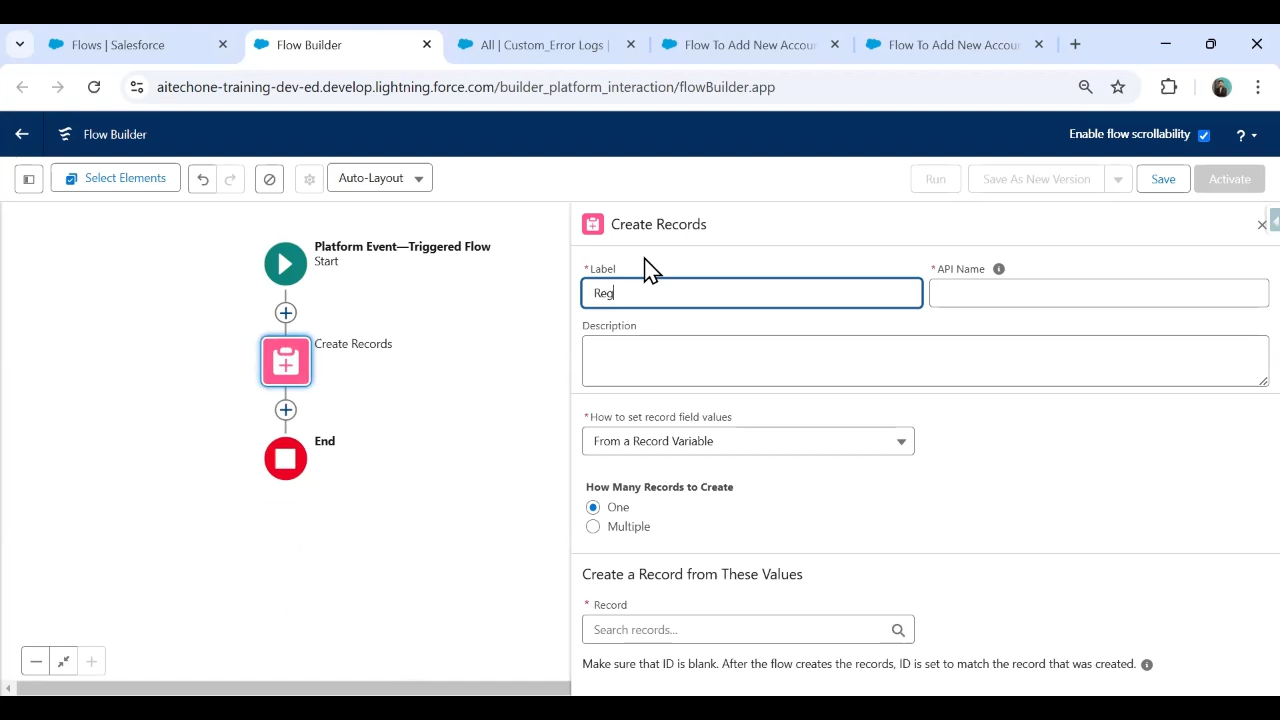 Flows | Salesforce
Flow Builder
All | Custom_Error Logs |
Flow To Add New Accou
Flow To Add New Accou
aitechone-training-dev-ed.develop.lightning.force.com/builder_platform_interaction/flowBuilder.app
Flow Builder
Enable flow scrollability
?
Select Elements
Auto-Layout
Run
Save As New Version
Save
Activate
Platform Event—Triggered Flow
Start
Create Records
End
Create Records
* Label
* API Name
Reg
Description
* How to set record field values
From a Record Variable
How Many Records to Create
One
Multiple
Create a Record from These Values
* Record
Search records...
Make sure that ID is blank. After the flow creates the records, ID is set to match the record that was created.